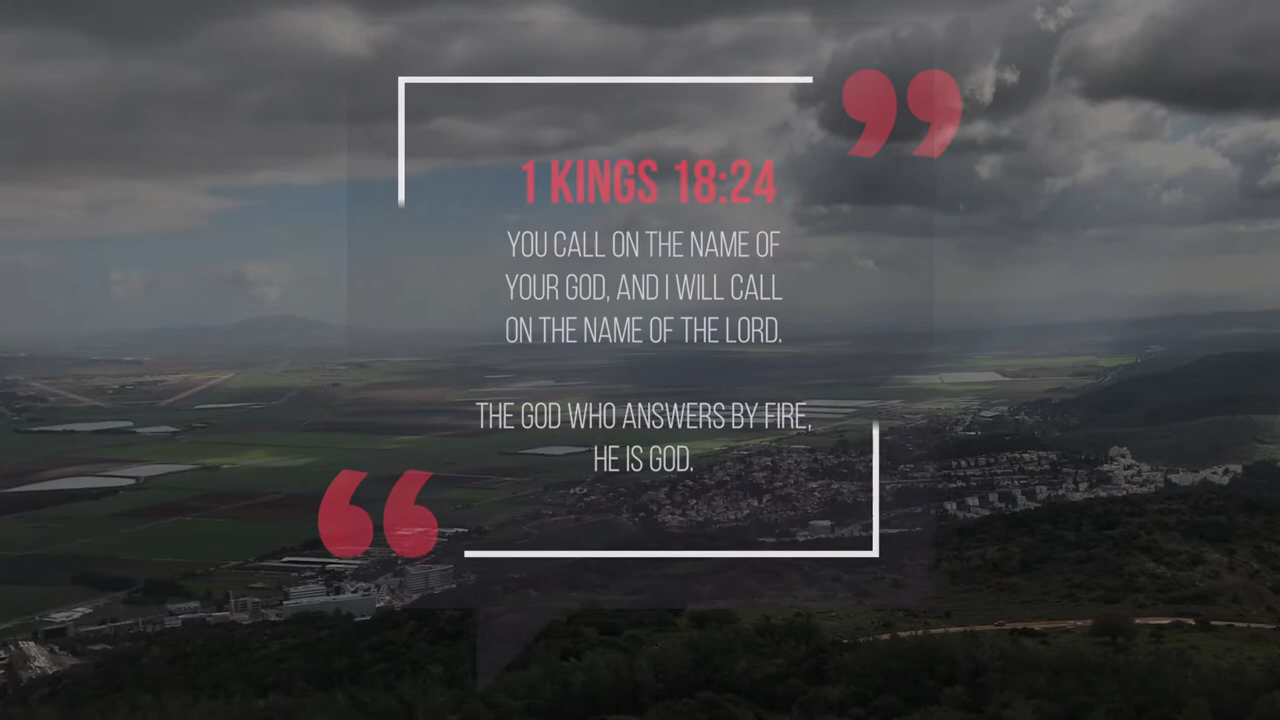 1 KINGS 18:24
YOU CALL ON THE NAME OF
YOUR GOD, AND I WILL CALL
ON THE NAME OF THE LORD.
THE GOD WHO ANSWERS BY FIRE,
HE IS GOD.